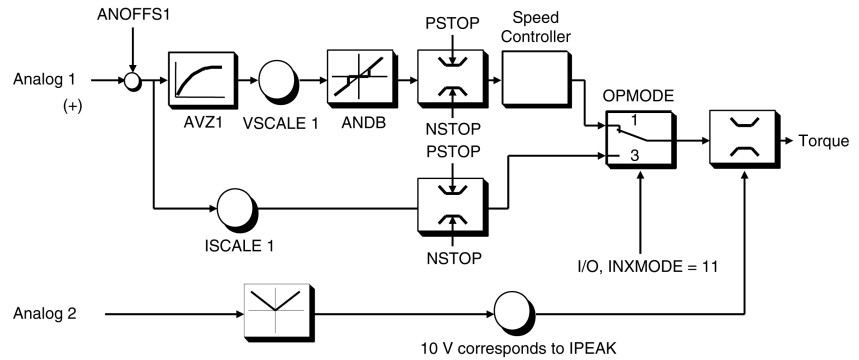 ANOFFS1
PSTOP
Speed
Controller
Analog 1
(+)
AVZ1
VSCALE 1
ANDB
NSTOP
OPMODE
1
3
Torque
PSTOP
ISCALE 1
NSTOP
I/O, INXMODE = 11
Analog 2
10 V corresponds to IPEAK